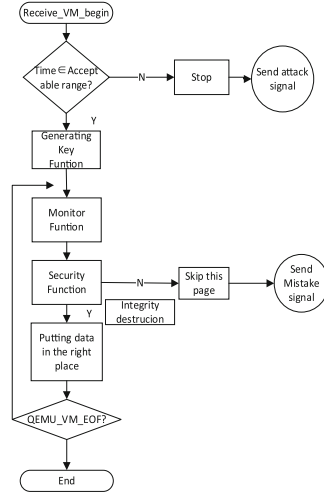 Receive_VM_begin
Time∈Accept
able range?
N
Stop
Send attack
signal
Y
Generating
Key
Funtion
Monitor
Funtion
Security
Function
N
Skip this
page
Send
Mistake
signal
Y
Integrity
destrucion
Putting data
in the right
place
QEMU_VM_EOF?
End